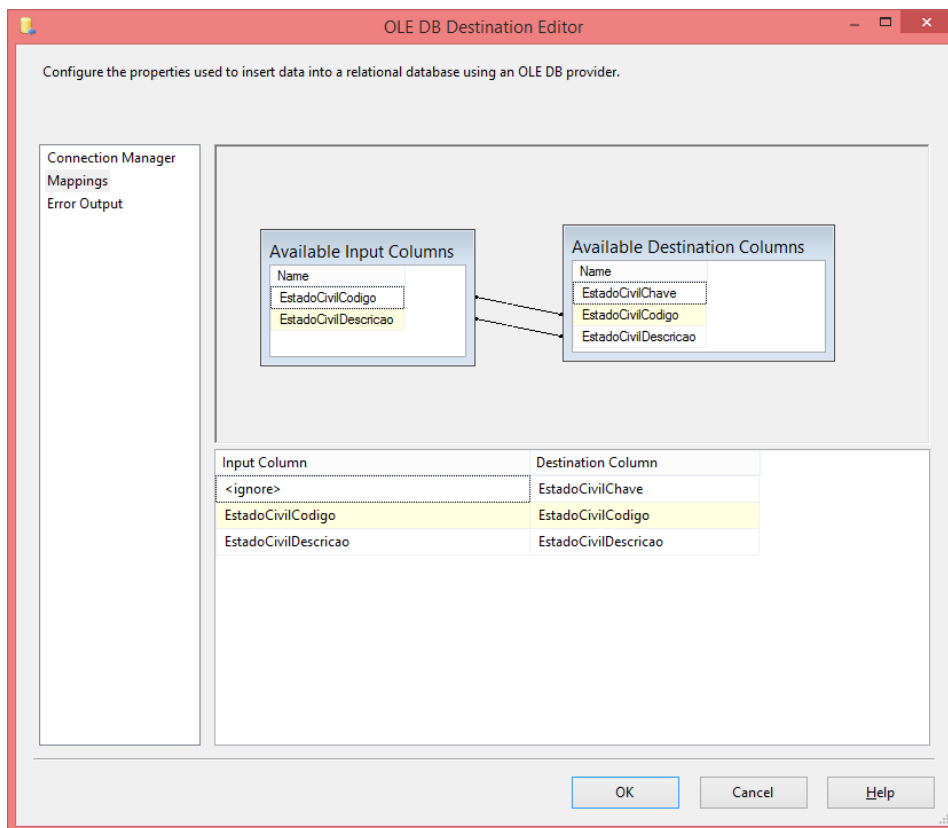 OLE DB Destination Editor
Configure the properties used to insert data into a relational database using an OLE DB provider.
Connection Manager
Mappings
Error Output
Available Input Columns
Name
EstadoCivilCodigo
EstadoCivilDescricao
Available Destination Columns
Name
EstadoCivilChave
EstadoCivilCodigo
EstadoCivilDescricao
Input Column Destination Column
<ignore> EstadoCivilChave
EstadoCivilCodigo EstadoCivilCodigo
EstadoCivilDescricao EstadoCivilDescricao
OK Cancel Help